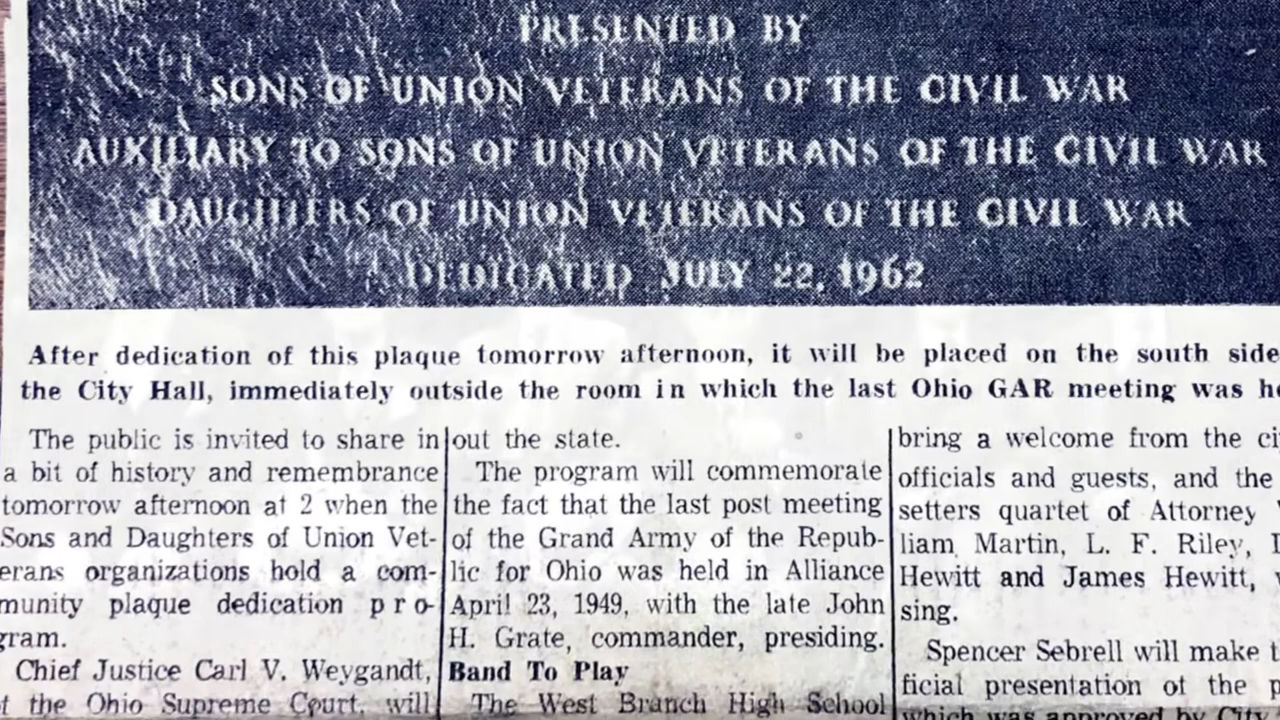 PRESENTED BY
SONS OF UNION VETERANS OF THE CIVIL WAR
AUXILIARY TO SONS OF UNION VETERANS OF THE CIVIL WAR
DAUGHTERS OF UNION VETERANS OF THE CIVIL WAR
DEDICATED JULY 22, 1962
After dedication of this plaque tomorrow afternoon, it will be placed on the south side
the City Hall, immediately outside the room in which the last Ohio GAR meeting was
The public is invited to share in
a bit of history and remembrance
tomorrow afternoon at 2 when the
Sons and Daughters of Union Vet-
erans organizations hold a com-
munity plaque dedication pro-
gram.
Chief Justice Carl V. Weygandt,
the Ohio Supreme Court, will
out the state.
The program will commemorate
the fact that the last post meeting
of the Grand Army of the Repub-
lic for Ohio was held in Alliance
April 23, 1949, with the late John
H. Grate, commander, presiding.
Band To Play
The West Branch High School
bring a welcome from the
officials and guests, and the
setters quartet of Attorney
liam Martin, L. F. Riley,
Hewitt and James Hewitt,
sing.
Spencer Sebrell will make
ficial presentation of the
which was approved by City